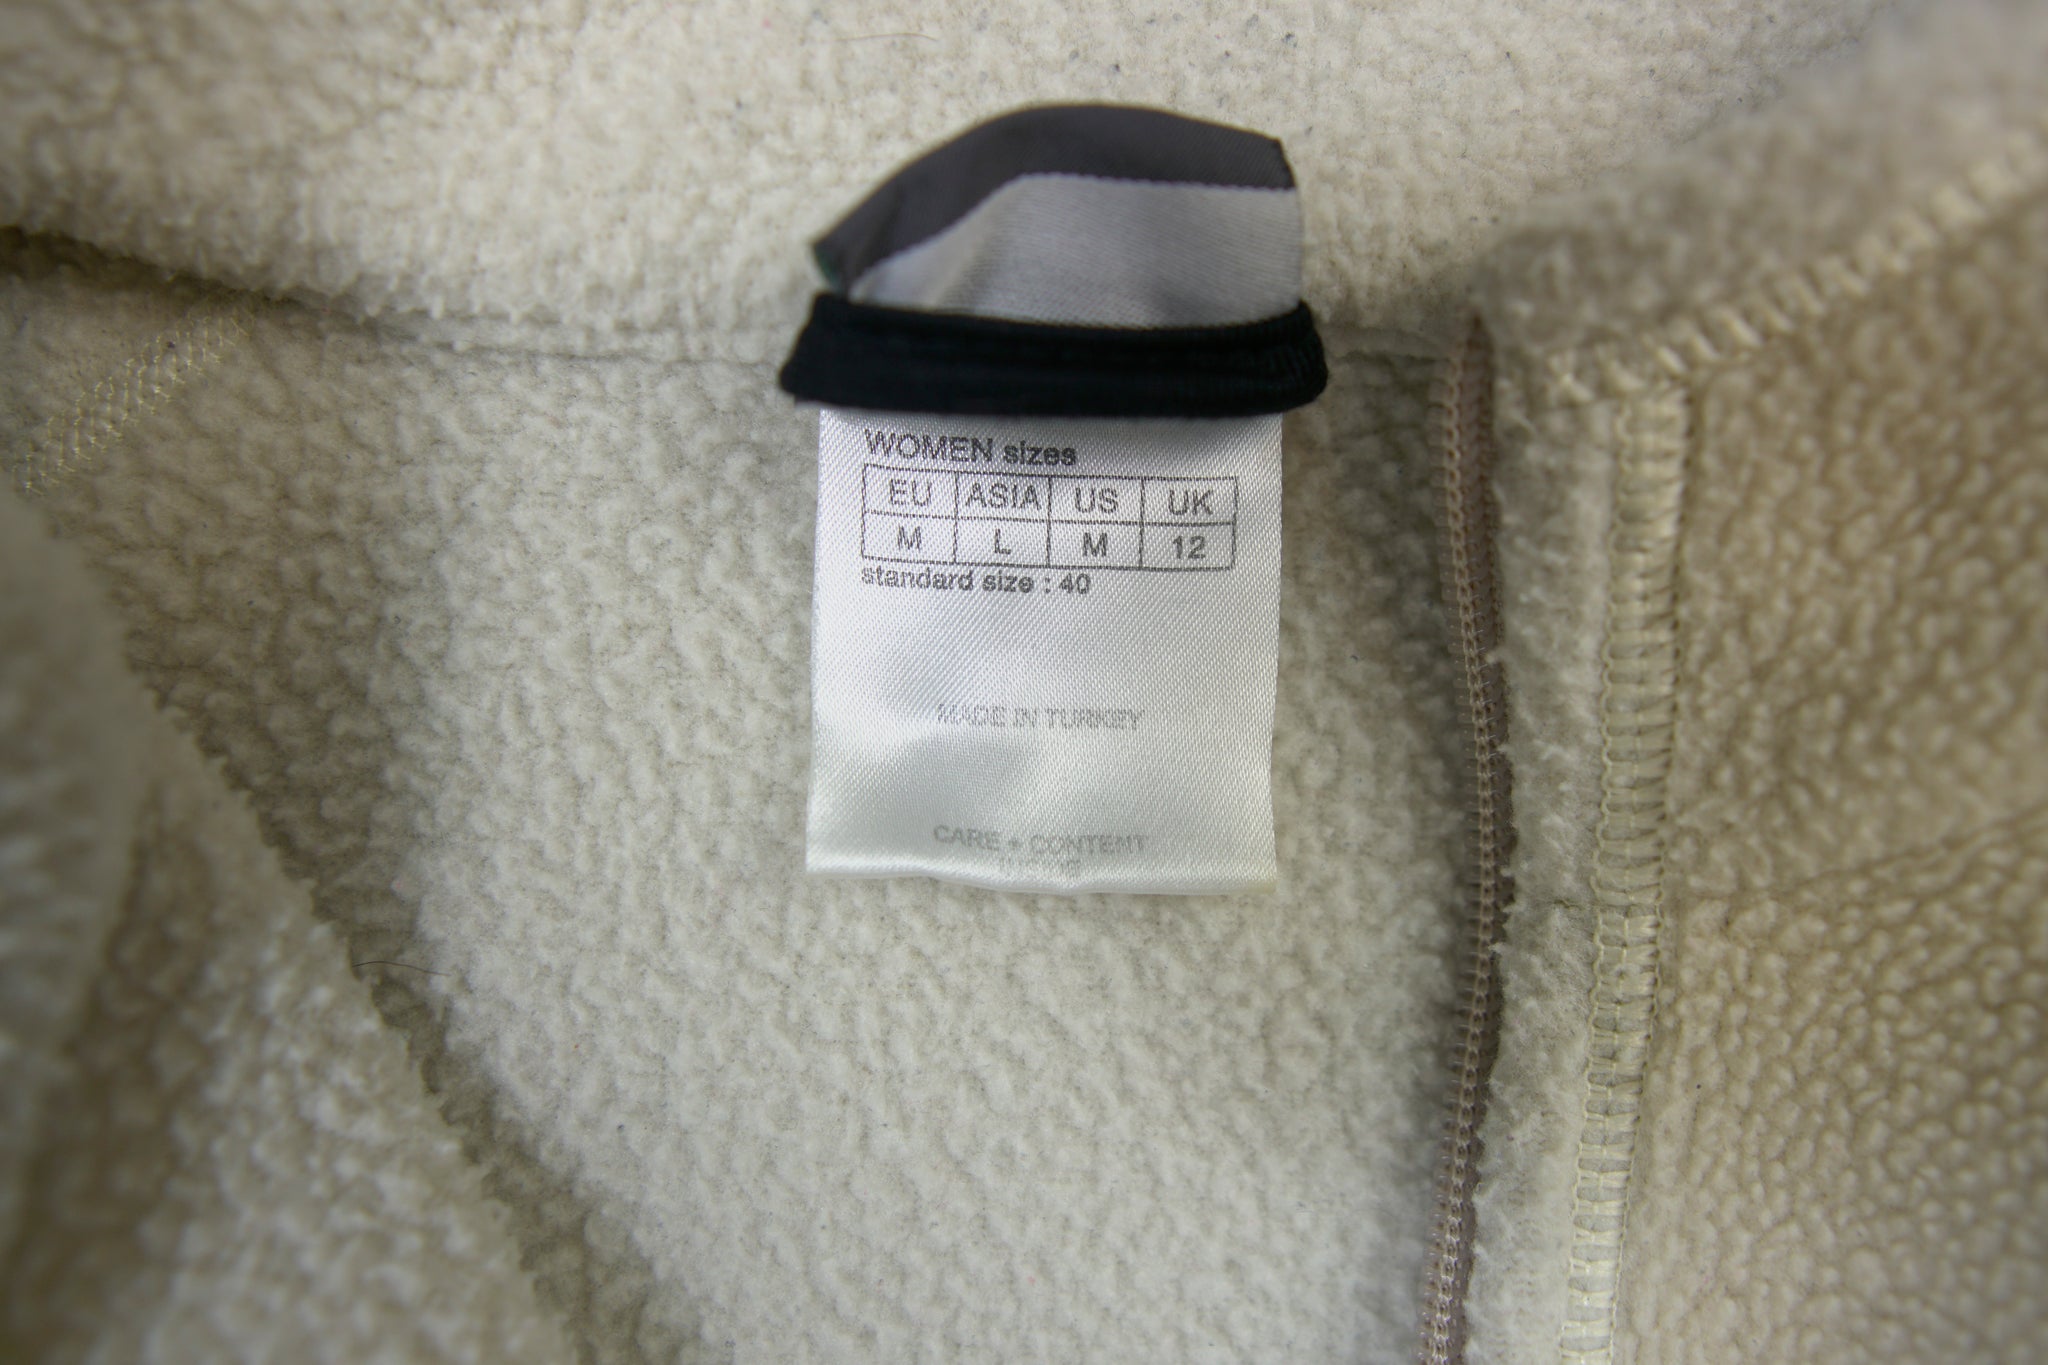 WOMEN sizes
EU ASIA US UK
M L M 12
standard size : 40
MADE IN TURKEY
CARE + CONTENT